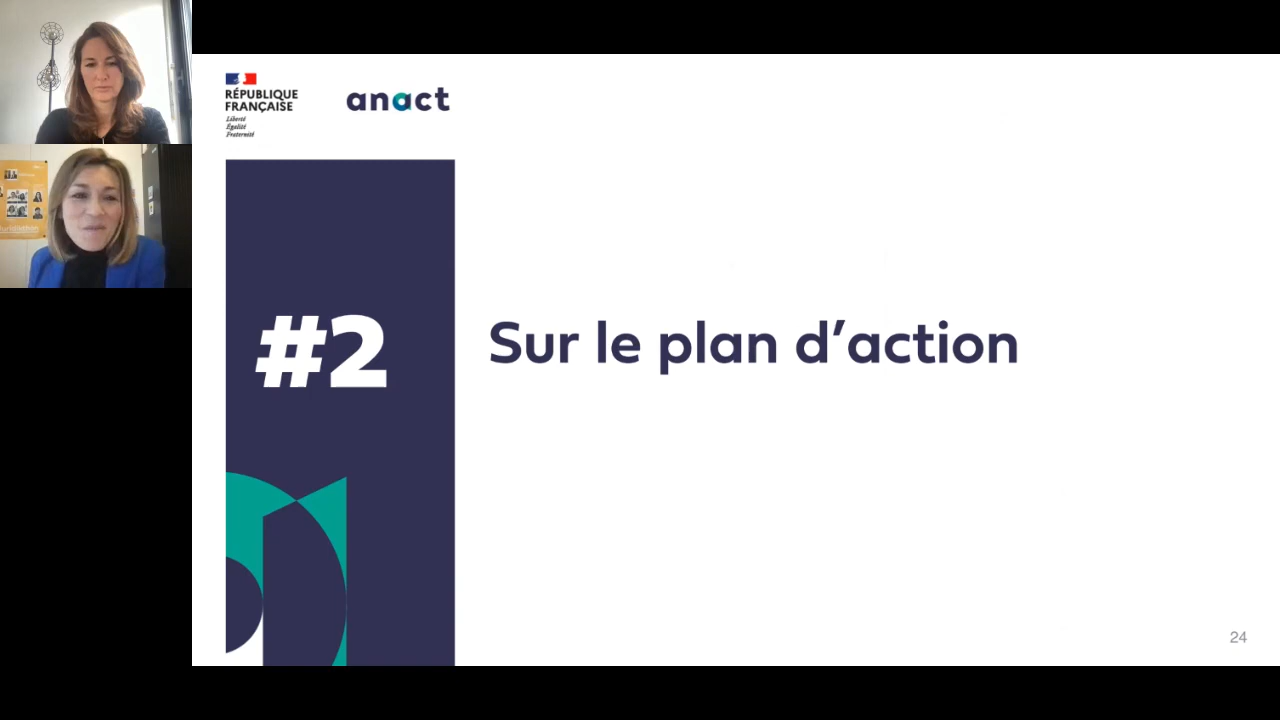 RÉPUBLIQUE
FRANÇAISE
Liberté
Égalité
Fraternité
anact
#2
Sur le plan d’action
24